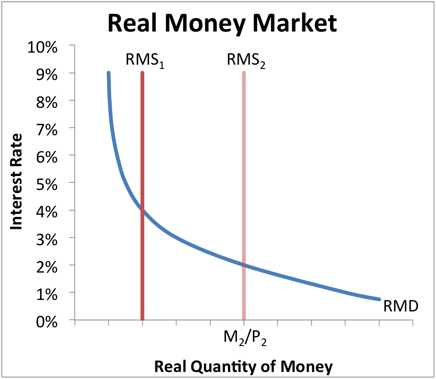 Real Money Market
10%
9%
8%
7%
6%
5%
4%
3%
2%
1%
0%
Interest Rate
RMS₁
RMS₂
RMD
M₂/P₂
Real Quantity of Money